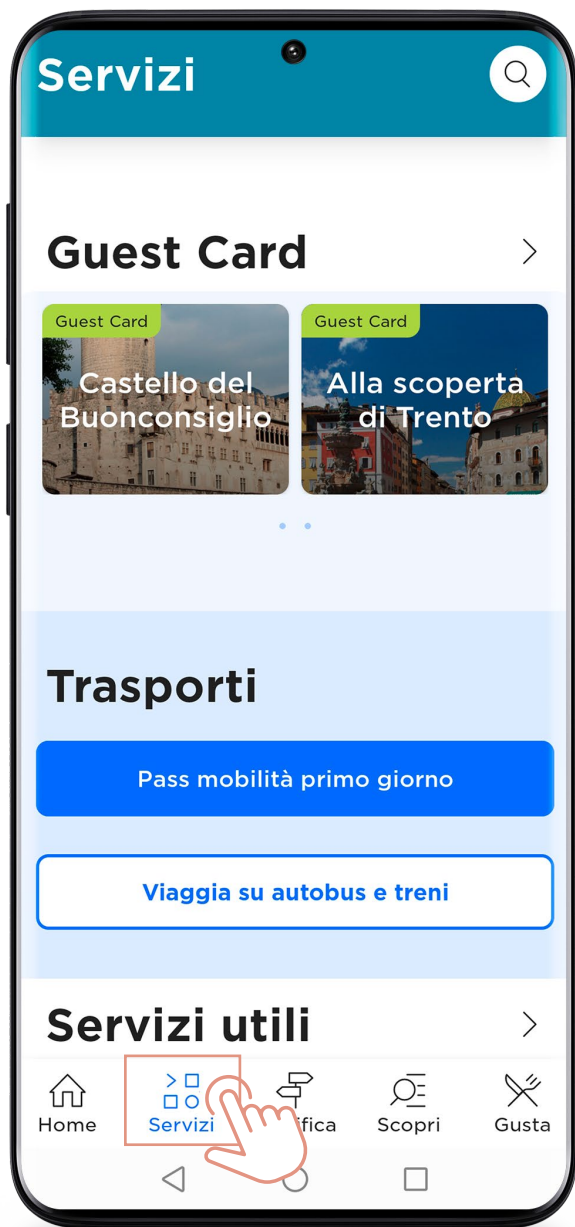 Servizi
Guest Card
Guest Card
Castello del
Buonconsiglio
Guest Card
Alla scoperta
di Trento
Trasporti
Pass mobilità primo giorno
Viaggia su autobus e treni
Servizi utili
Home
Servizi
ifica
Scopri
Gusta